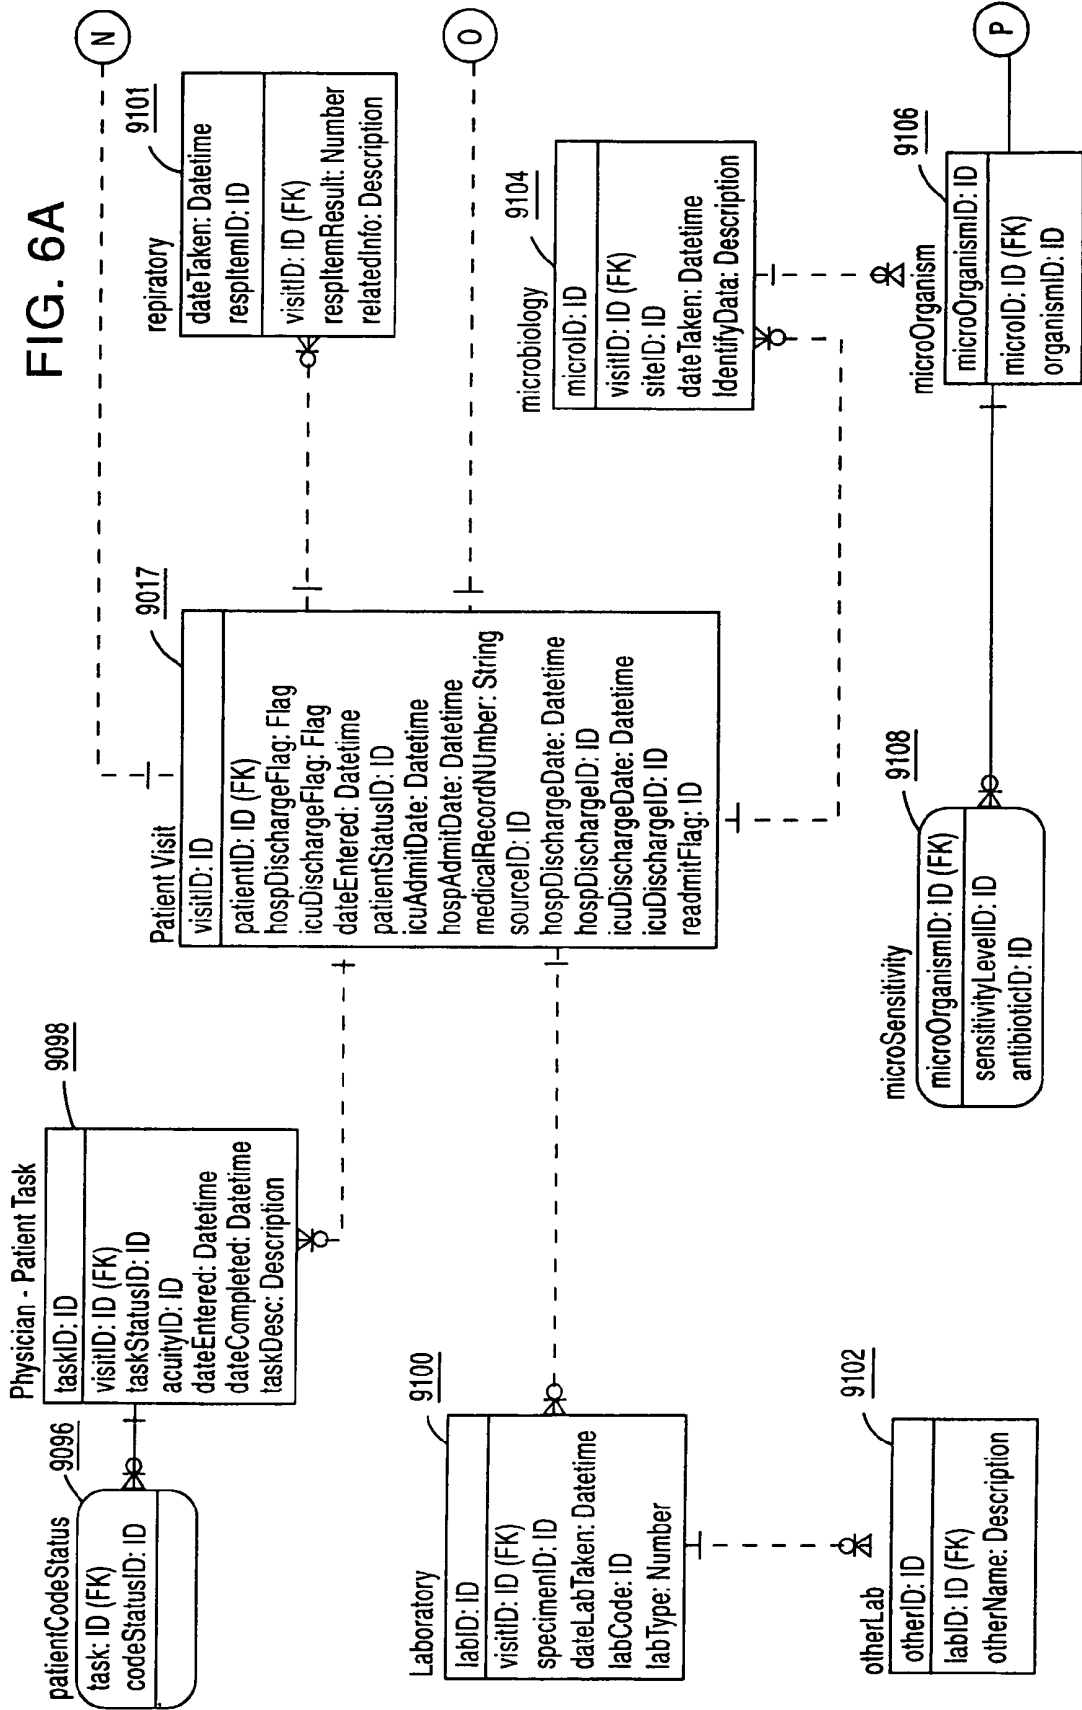 FIG. 6A
N
O
P
patientCodeStatus
9096
task: ID (FK)
codeStatusID: ID
Physician - Patient Task
9098
taskID: ID
visitID: ID (FK)
taskStatusID: ID
acuityID: ID
dateEntered: Datetime
dateCompleted: Datetime
taskDesc: Description
Patient Visit
9017
visitID: ID
patientID: ID (FK)
hospDischargeFlag: Flag
icuDischargeFlag: Flag
dateEntered: Datetime
patientStatusID: ID
icuAdmitDate: Datetime
hospAdmitDate: Datetime
medicalRecordNUmber: String
sourceID: ID
hospDischargeDate: Datetime
hospDischargeID: ID
icuDischargeDate: Datetime
icuDischargeID: ID
readmitFlag: ID
repiratory
9101
dateTaken: Datetime
respItemID: ID
visitID: ID (FK)
respItemResult: Number
relatedInfo: Description
Laboratory
9100
labID: ID
visitID: ID (FK)
specimenID: ID
dateLabTaken: Datetime
labCode: ID
labType: Number
microbiology
9104
microID: ID
visitID: ID (FK)
siteID: ID
dateTaken: Datetime
IdentifyData: Description
otherLab
9102
otherID: ID
labID: ID (FK)
otherName: Description
microSensitivity
9108
microOrganismID: ID (FK)
sensitivityLevelID: ID
antibioticID: ID
microOrganism
9106
microOrganismID: ID
microID: ID (FK)
organismID: ID